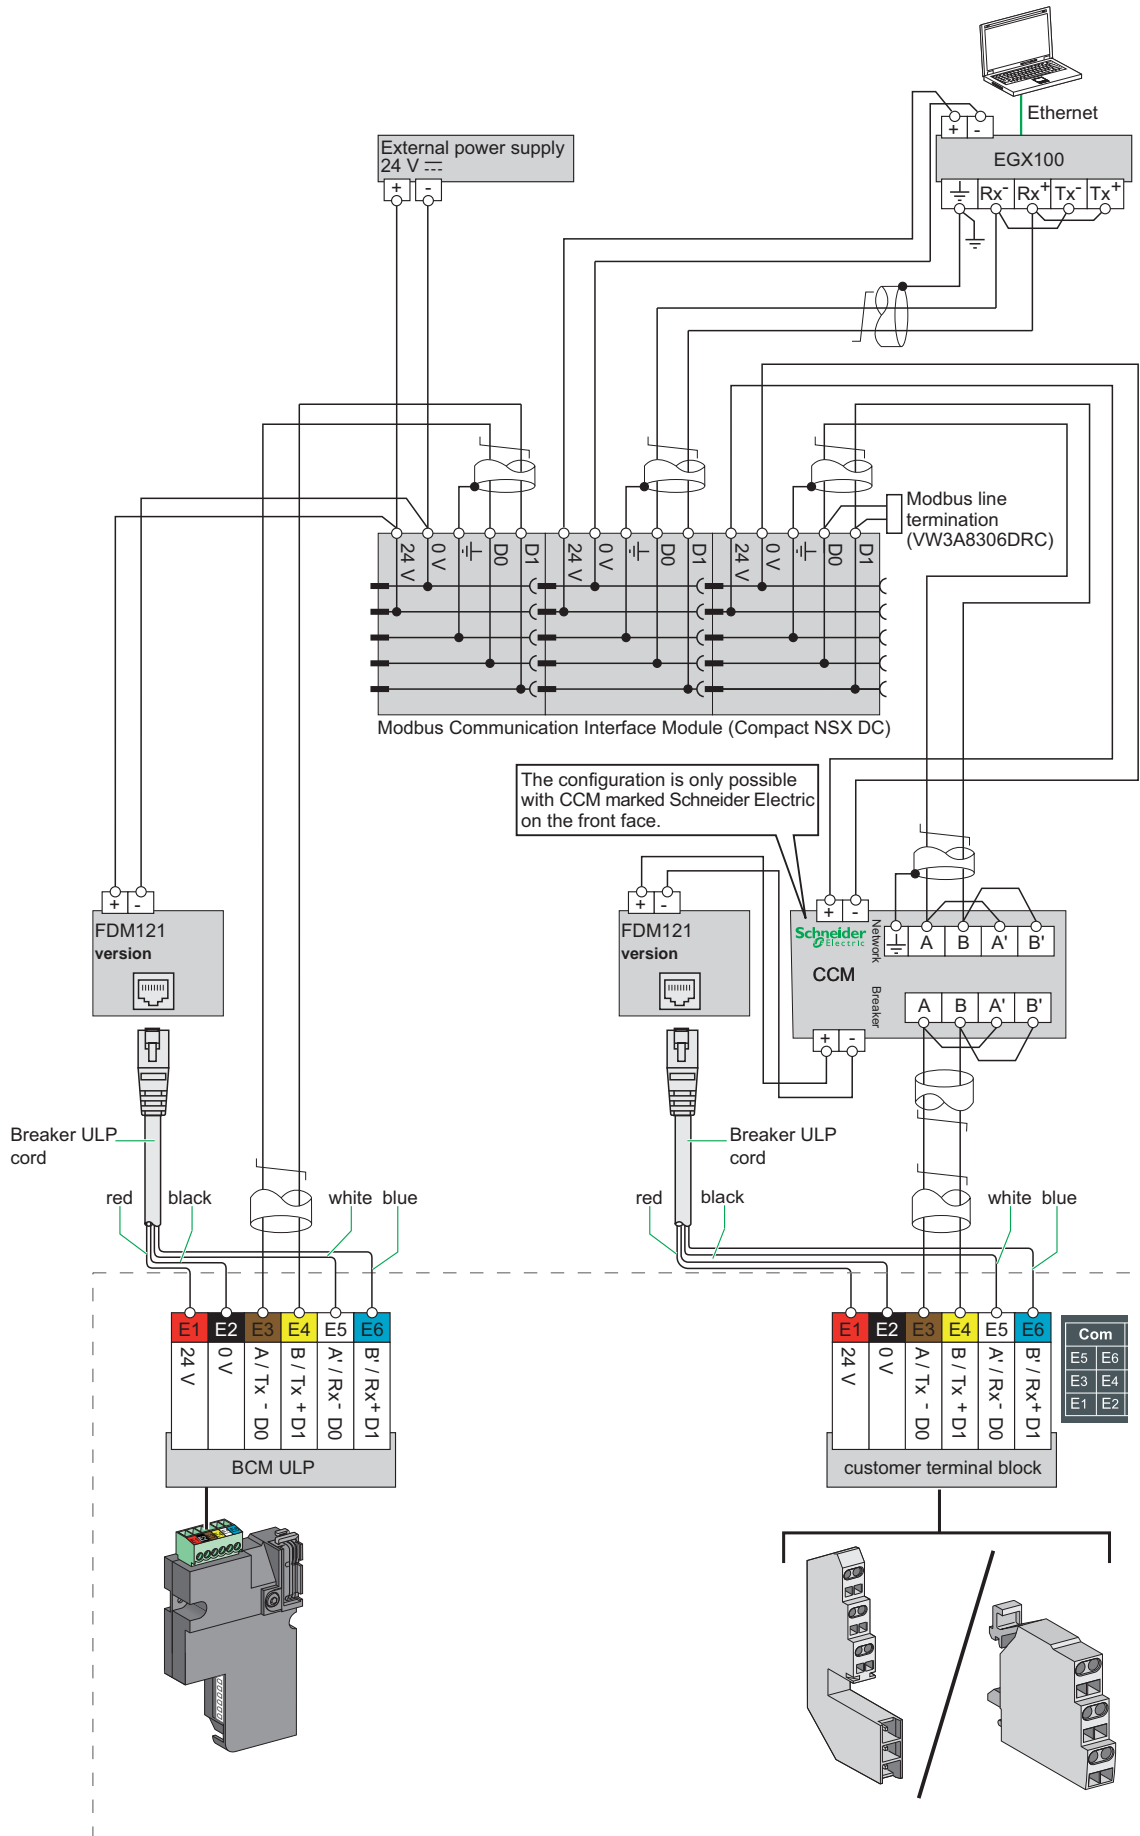 Ethernet
+ -
EGX100
Rx- Rx+ Tx- Tx+
External power supply
24 V
+ -
Modbus line
termination
(VW3A8306DRC)
24 V 0 V D0 D1 24 V 0 V D0 D1 24 V 0 V D0 D1
Modbus Communication Interface Module (Compact NSX DC)
The configuration is only possible
with CCM marked Schneider Electric
on the front face.
+ -
FDM121
version
+ -
FDM121
version
+ -
Schneider
Electric
CCM
Network
A B A' B'
Breaker
A B A' B'
+ -
Breaker ULP
cord
red black white blue
Breaker ULP
cord
red black white blue
E1 E2 E3 E4 E5 E6
24 V
0 V
A / Tx - D0
B / Tx + D1
A' / Rx- D0
B' / Rx+ D1
BCM ULP
E1 E2 E3 E4 E5 E6
24 V
0 V
A / Tx - D0
B / Tx + D1
A' / Rx- D0
B' / Rx+ D1
customer terminal block
Com
E5 E6
E3 E4
E1 E2